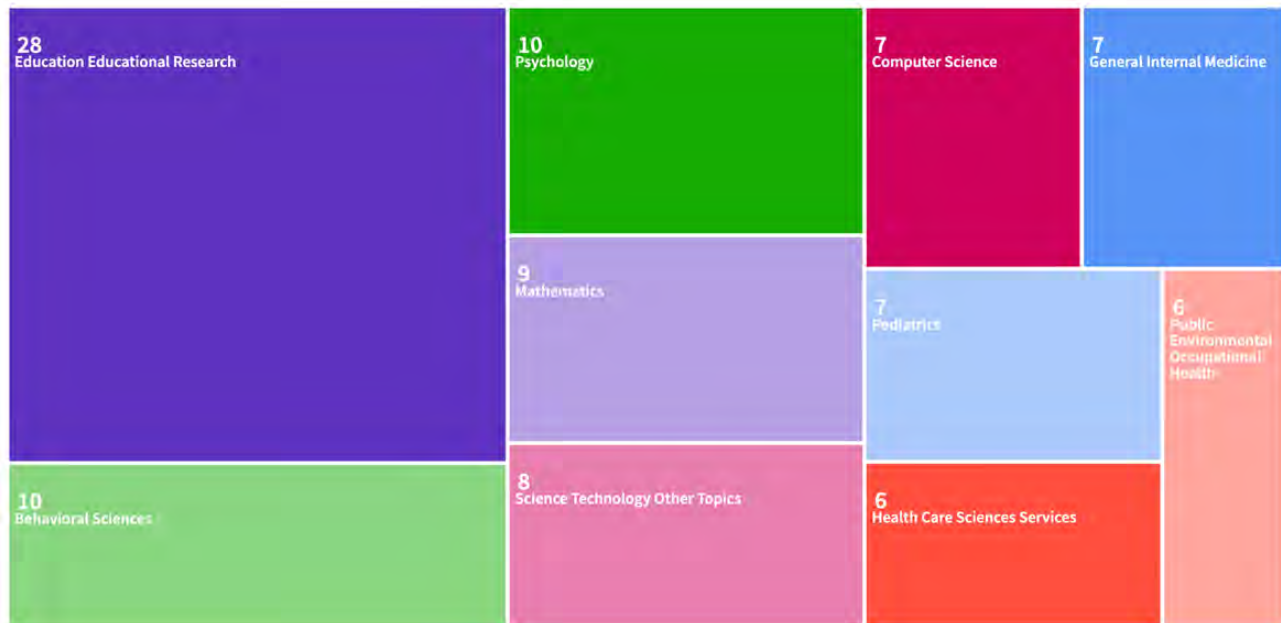 28
Education Educational Research
10
Behavioral Sciences
10
Psychology
9
Mathematics
8
Science Technology Other Topics
7
Computer Science
7
General Internal Medicine
7
Pediatrics
6
Public
Environmental
Occupational
Health
6
Health Care Sciences Services